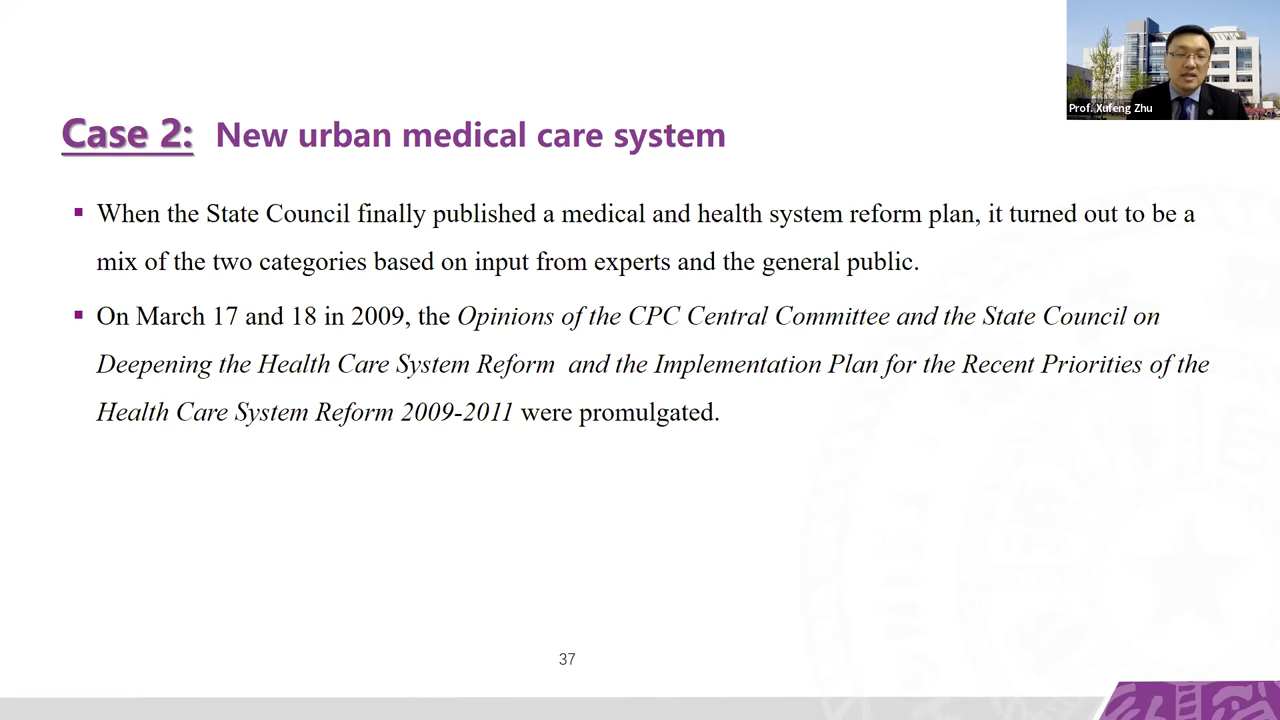 Prof. Xufeng Zhu
Case 2: New urban medical care system
▪ When the State Council finally published a medical and health system reform plan, it turned out to be a
mix of the two categories based on input from experts and the general public.
▪ On March 17 and 18 in 2009, the Opinions of the CPC Central Committee and the State Council on
Deepening the Health Care System Reform and the Implementation Plan for the Recent Priorities of the
Health Care System Reform 2009-2011 were promulgated.
37